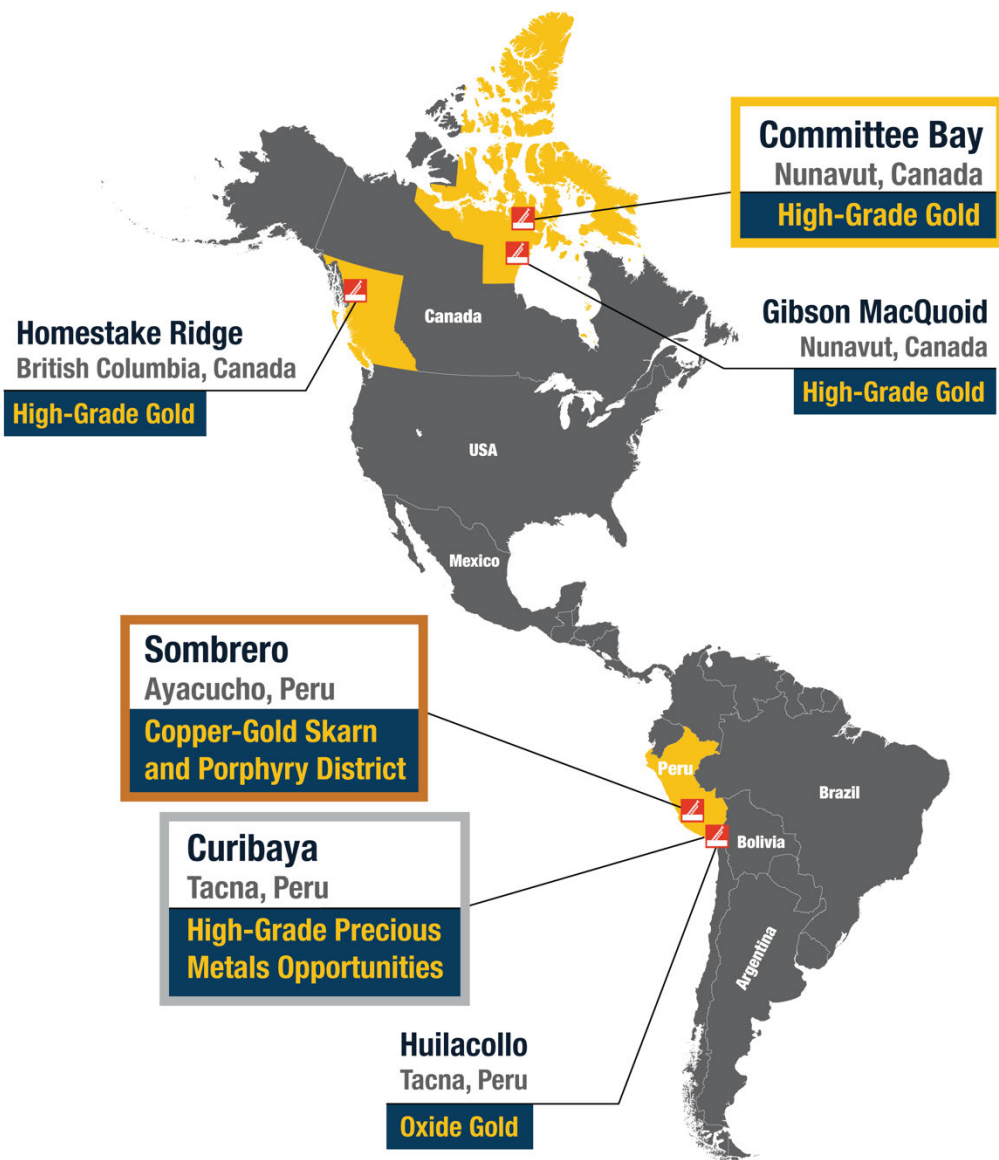 Committee Bay
Nunavut, Canada
High-Grade Gold
Gibson MacQuoid
Nunavut, Canada
High-Grade Gold
Homestake Ridge
British Columbia, Canada
High-Grade Gold
Canada
USA
Mexico
Sombrero
Ayacucho, Peru
Copper-Gold Skarn
and Porphyry District
Peru
Brazil
Bolivia
Argentina
Curibaya
Tacna, Peru
High-Grade Precious
Metals Opportunities
Huilacollo
Tacna, Peru
Oxide Gold